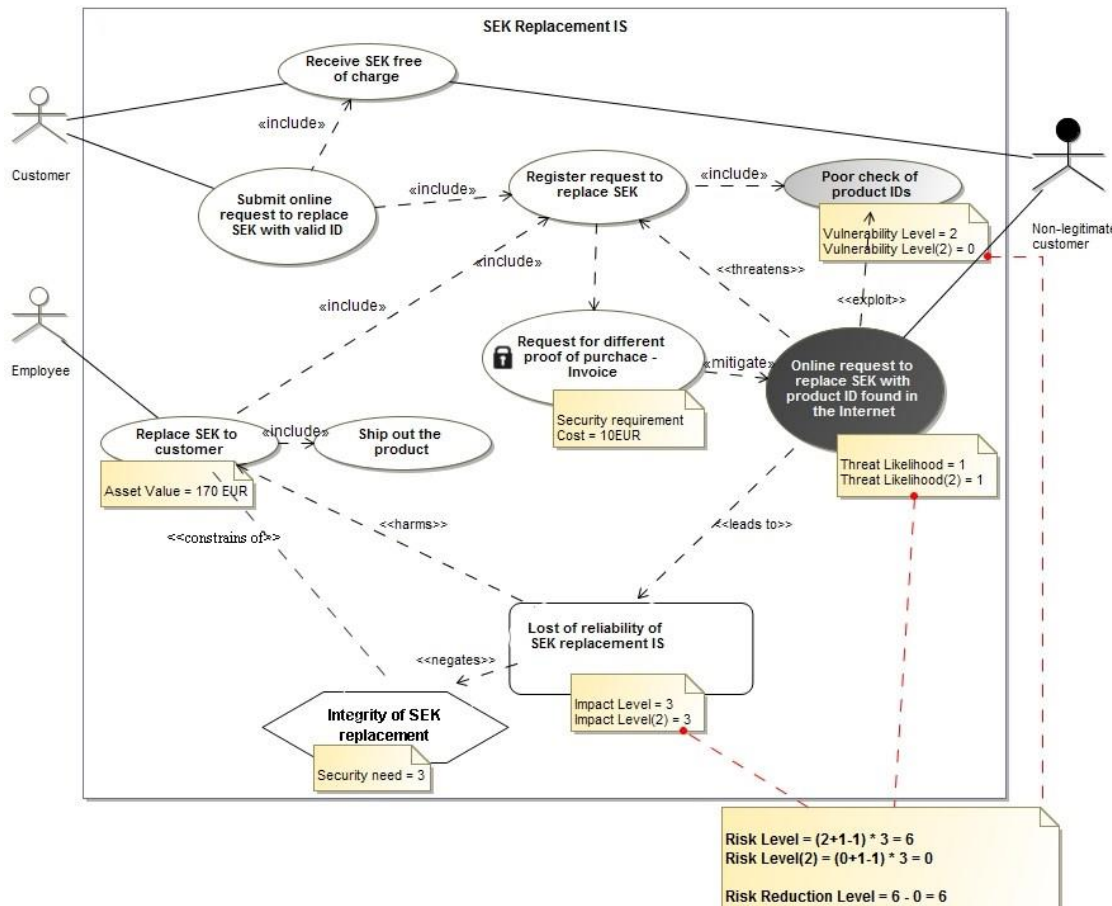 SEK Replacement IS
Receive SEK free
of charge
Customer
«include»
Submit online
request to replace
SEK with valid ID
«include»
Register request to
replace SEK
«include»
Poor check of
product IDs
Vulnerability Level = 2
Vulnerability Level(2) = 0
Non-legitimate
customer
«include»
<<threatens>>
<<exploit>>
«include»
Employee
Request for different
proof of purchace -
Invoice
«mitigate»
Online request to
replace SEK with
product ID found in
the Internet
Security requirement
Cost = 10EUR
Replace SEK to
customer
«include»
Ship out the
product
Asset Value = 170 EUR
Threat Likelihood = 1
Threat Likelihood(2) = 1
<<constrains of>>
<<harms>>
<<leads to>>
Lost of reliability of
SEK replacement IS
<<negates>>
Impact Level = 3
Impact Level(2) = 3
Integrity of SEK
replacement
Security need = 3
Risk Level = (2+1-1) * 3 = 6
Risk Level(2) = (0+1-1) * 3 = 0
Risk Reduction Level = 6 - 0 = 6